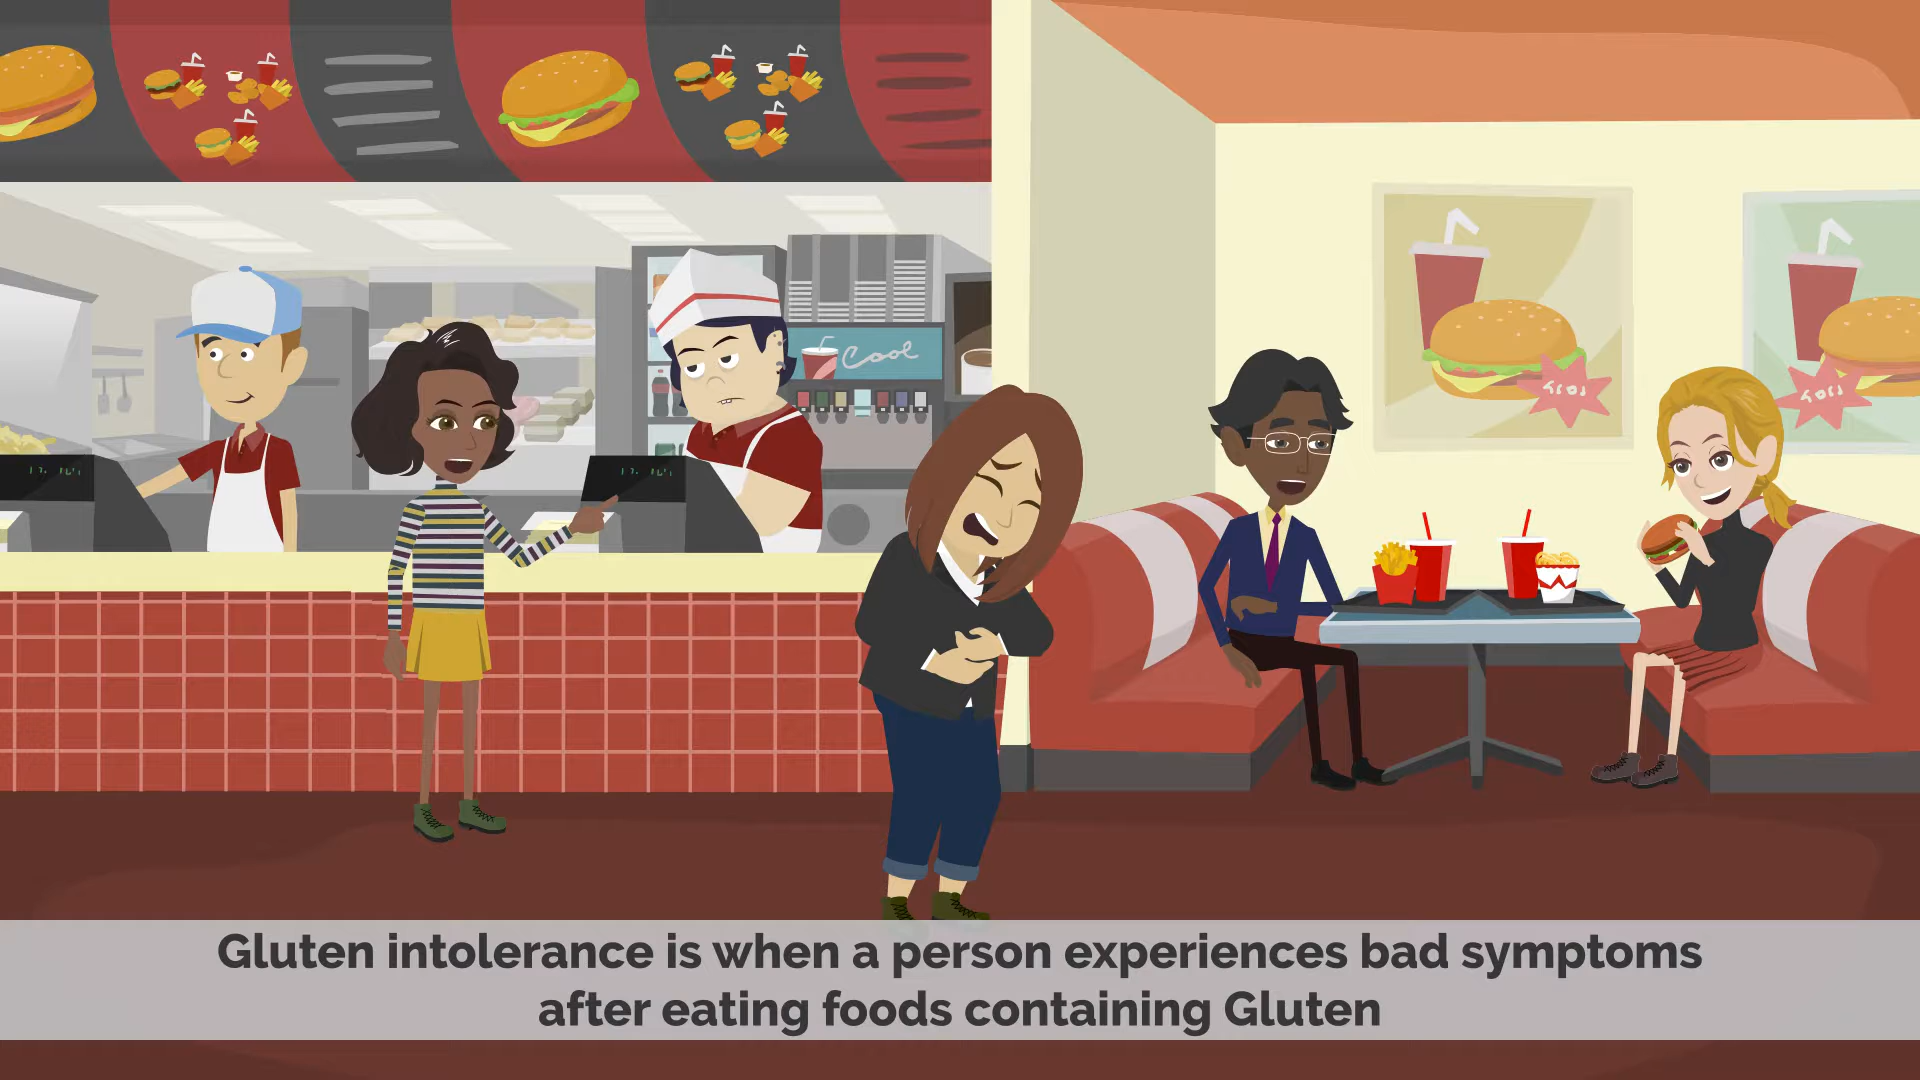 Cool
Gluten intolerance is when a person experiences bad symptoms
after eating foods containing Gluten